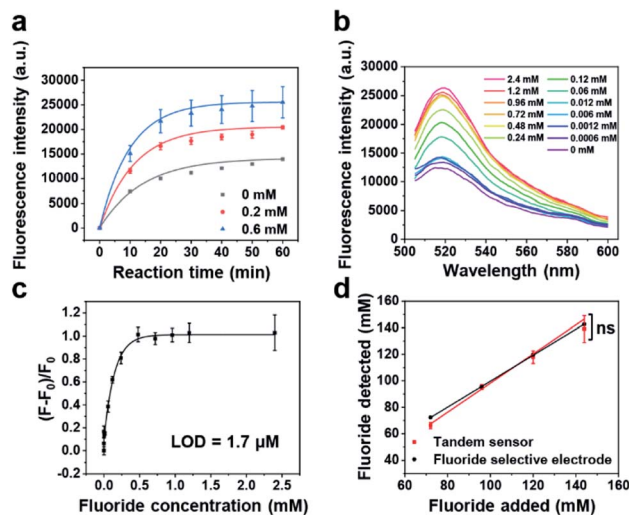 a
Fluorescence intensity (a.u.)
30000
25000
20000
15000
10000
5000
0
0 10 20 30 40 50 60
Reaction time (min)
0 mM
0.2 mM
0.6 mM
b
Fluorescence intensity (a.u.)
30000
25000
20000
15000
10000
5000
0
500 520 540 560 580 600
Wavelength (nm)
2.4 mM
1.2 mM
0.96 mM
0.72 mM
0.48 mM
0.24 mM
0.12 mM
0.06 mM
0.012 mM
0.006 mM
0.0012 mM
0.0006 mM
0 mM
c
(F-F0)/F0
1.4
1.2
1.0
0.8
0.6
0.4
0.2
0.0
-0.2
0.0 0.5 1.0 1.5 2.0 2.5
Fluoride concentration (mM)
LOD = 1.7 μM
d
Fluoride detected (mM)
160
140
120
100
80
60
40
60 80 100 120 140 160
Fluoride added (mM)
ns
Tandem sensor
Fluoride selective electrode